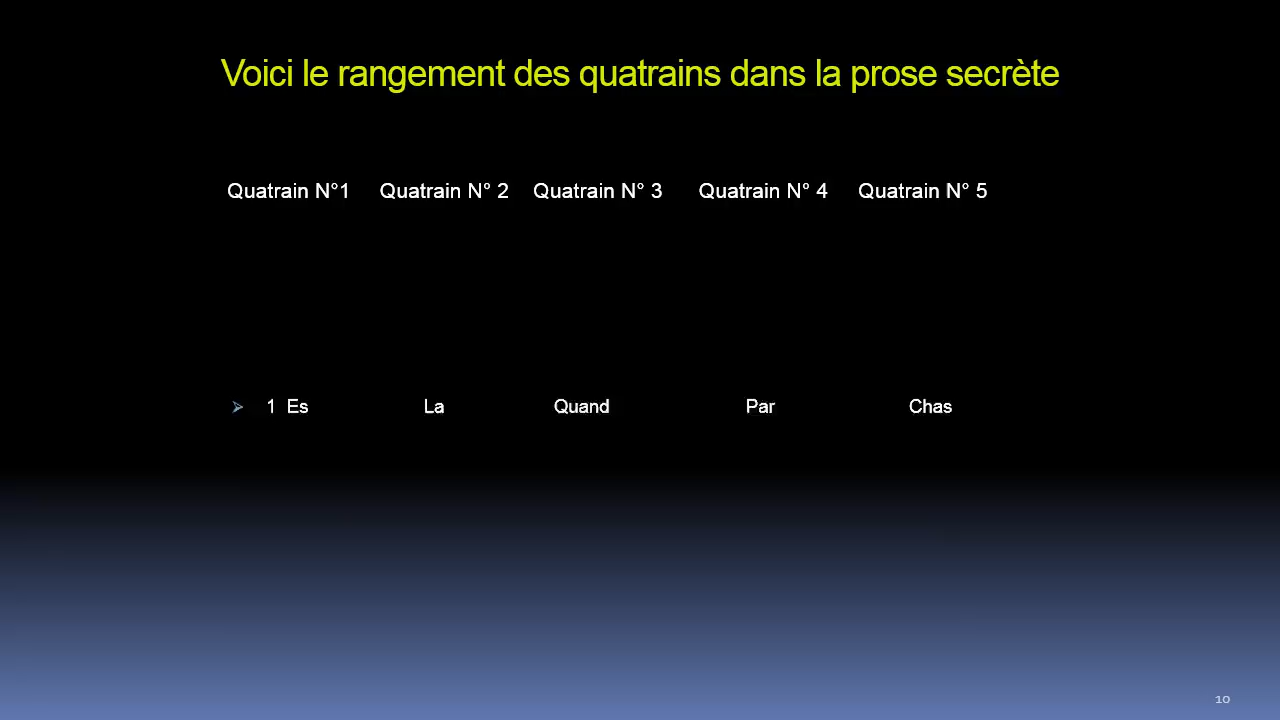 Voici le rangement des quatrains dans la prose secrète
Quatrain N°1 Quatrain N° 2 Quatrain N° 3 Quatrain N° 4 Quatrain N° 5
1 Es La Quand Par Chas
10